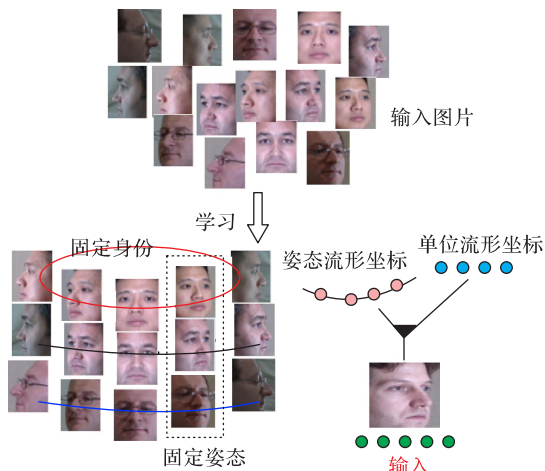 输入图片
学习
固定身份
姿态流形坐标
单位流形坐标
固定姿态
输入